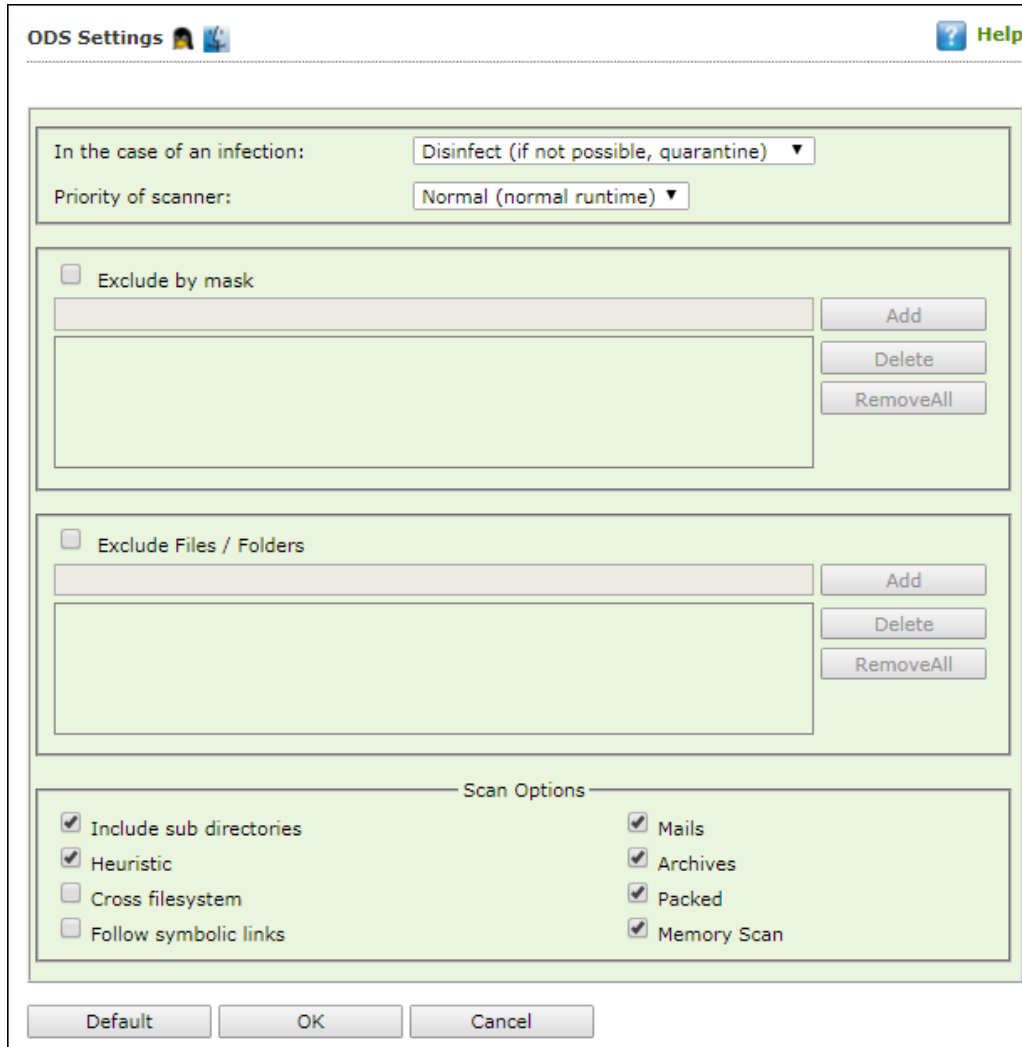 ODS Settings
Help
In the case of an infection: Disinfect (if not possible, quarantine)
Priority of scanner: Normal (normal runtime)
Exclude by mask
Add
Delete
RemoveAll
Exclude Files / Folders
Add
Delete
RemoveAll
Scan Options
Include sub directories
Mails
Heuristic
Archives
Cross filesystem
Packed
Follow symbolic links
Memory Scan
Default
OK
Cancel